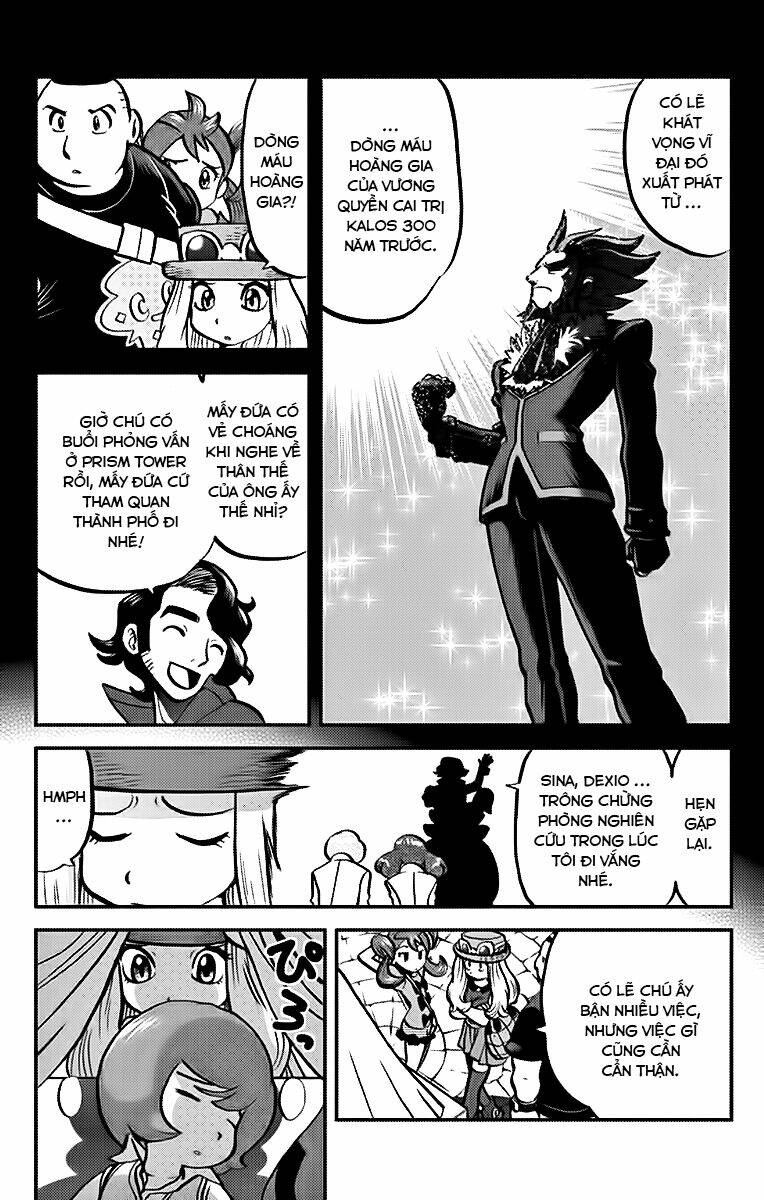 CÓ LẼ
KHÁT
VỌNG VĨ
ĐẠI ĐÓ
XUẤT PHÁT
TỪ ...
...
DÒNG MÁU
HOÀNG GIA
CỦA VƯƠNG
QUYỀN CAI TRỊ
KALOS 300
NĂM TRƯỚC.
DÒNG
MÁU
HOÀNG
GIA?!
MẤY ĐỨA CÓ
VẺ CHOÁNG
KHI NGHE VỀ
THÂN THẾ
CỦA ÔNG ẤY
THẾ NHỈ?
GIỜ CHÚ CÓ
BUỔI PHỎNG VẤN
Ở PRISM TOWER
RỒI, MẤY ĐỨA CỨ
THAM QUAN
THÀNH PHỐ ĐI
NHÉ!
HẸN
GẶP
LẠI.
SINA, DEXIO ...
TRÔNG CHỪNG
PHÒNG NGHIÊN
CỨU TRONG LÚC
TÔI ĐI VẮNG
NHÉ.
HMPH
...
CÓ LẼ CHÚ ẤY
BẬN NHIỀU VIỆC,
NHƯNG VIỆC GÌ
CŨNG CẦN
CẨN THẬN.
ぴろっ